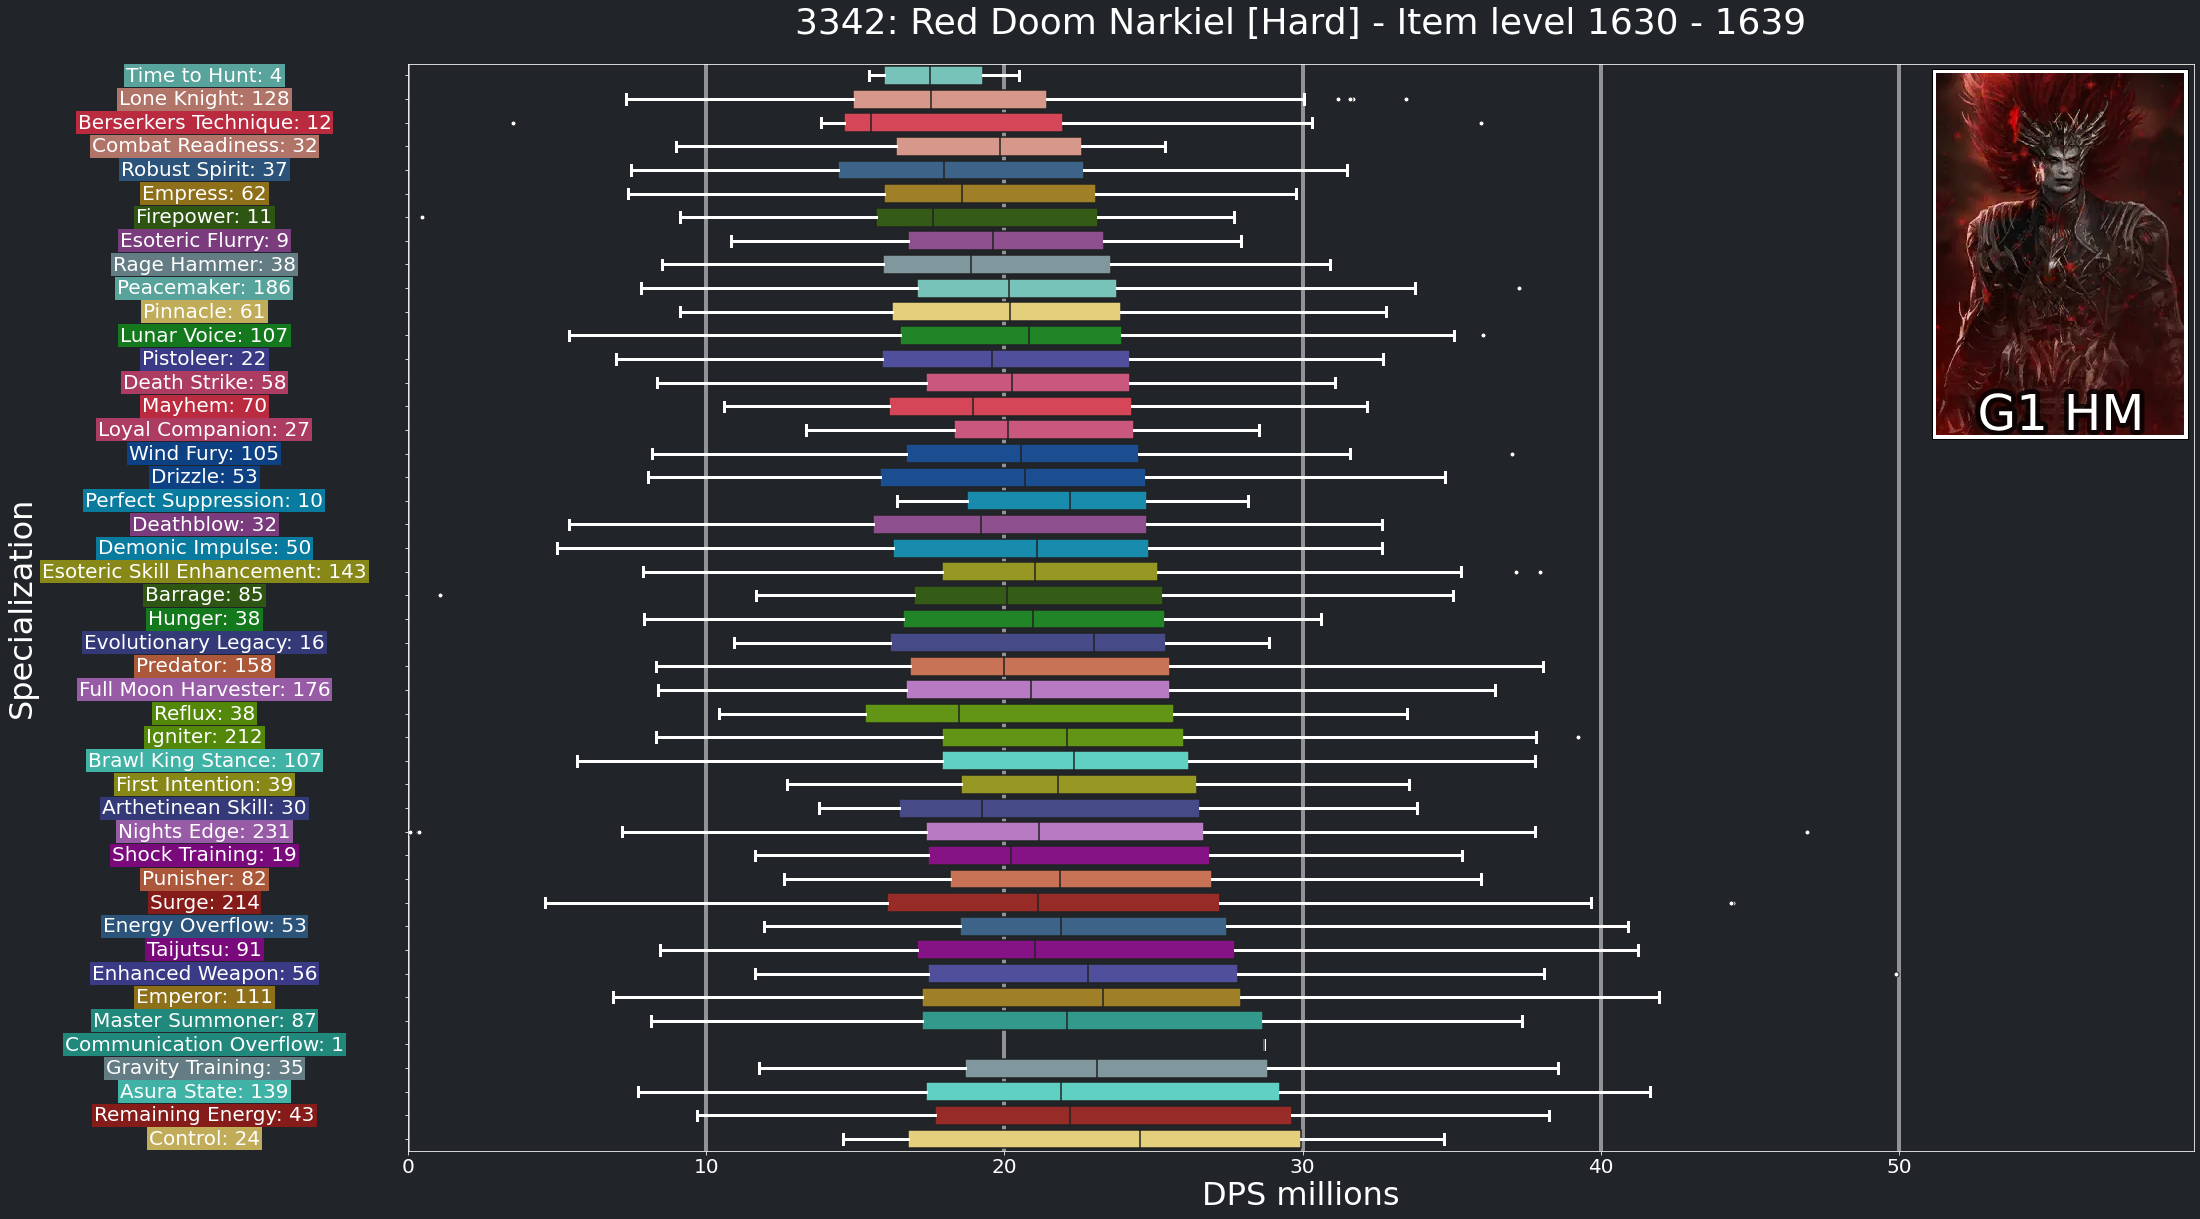 3342: Red Doom Narkiel [Hard] - Item level 1630 - 1639
Time to Hunt: 4
Lone Knight: 128
Berserkers Technique: 12
Combat Readiness: 32
Robust Spirit: 37
Empress: 62
Firepower: 11
Esoteric Flurry: 9
Rage Hammer: 38
Peacemaker: 186
Pinnacle: 61
Lunar Voice: 107
Pistoleer: 22
Death Strike: 58
Mayhem: 70
Loyal Companion: 27
Wind Fury: 105
Drizzle: 53
Perfect Suppression: 10
Deathblow: 32
Demonic Impulse: 50
Esoteric Skill Enhancement: 143
Barrage: 85
Hunger: 38
Evolutionary Legacy: 16
Predator: 158
Full Moon Harvester: 176
Reflux: 38
Igniter: 212
Brawl King Stance: 107
First Intention: 39
Arthetinean Skill: 30
Nights Edge: 231
Shock Training: 19
Punisher: 82
Surge: 214
Energy Overflow: 53
Taijutsu: 91
Enhanced Weapon: 56
Emperor: 111
Master Summoner: 87
Communication Overflow: 1
Gravity Training: 35
Asura State: 139
Remaining Energy: 43
Control: 24
Specialization
G1 HM
0 10 20 30 40 50
DPS millions